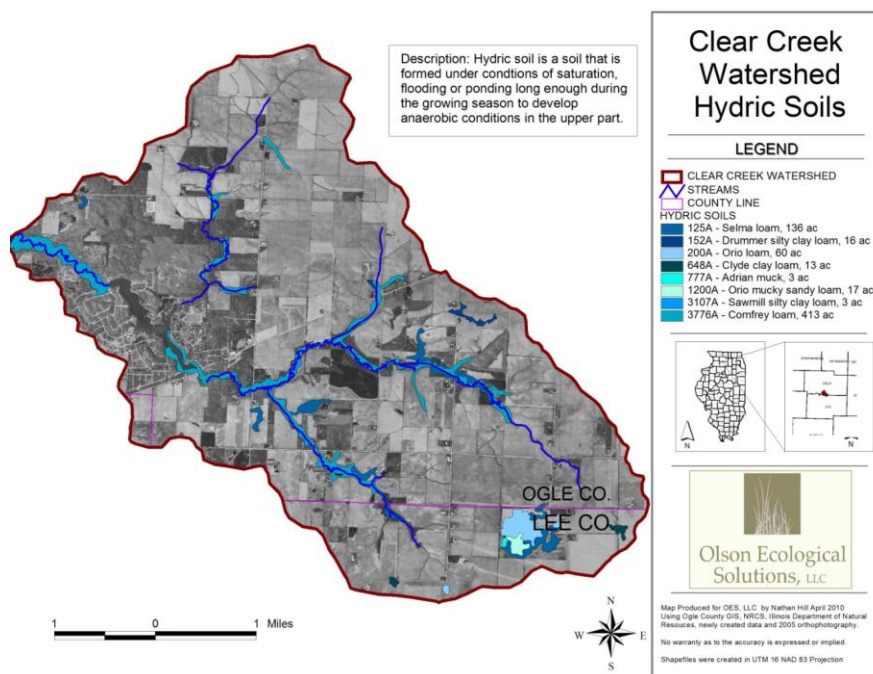 Description: Hydric soil is a soil that is
formed under condtions of saturation,
flooding or ponding long enough during
the growing season to develop
anaerobic conditions in the upper part.
OGLE CO.
LEE CO.
1 0 1 Miles
N
W E
S
Clear Creek
Watershed
Hydric Soils
LEGEND
CLEAR CREEK WATERSHED
STREAMS
COUNTY LINE
HYDRIC SOILS
125A - Selma loam, 136 ac
152A - Drummer silty clay loam, 16 ac
200A - Orio loam, 60 ac
648A - Clyde clay loam, 13 ac
777A - Adrian muck, 3 ac
1200A - Orio mucky sandy loam, 17 ac
3107A - Sawmill silty clay loam, 3 ac
3776A - Comfrey loam, 413 ac
N
N
Olson Ecological
Solutions, LLC
Map Produced for OES, LLC by Nathan Hill April 2010
Using Ogle County GIS, NRCS, Illinois Department of Natural
Resouces, newly created data and 2005 orthophotography.
No warranty as to the accuracy is expressed or implied.
Shapefiles were created in UTM 16 NAD 83 Projection